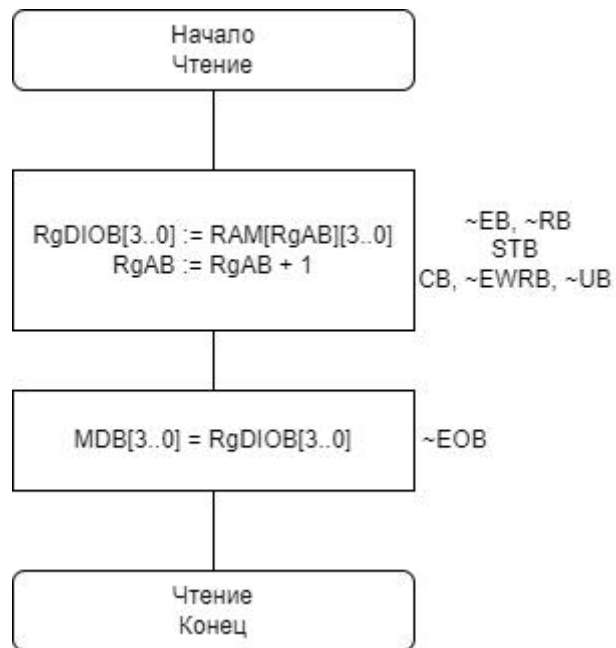 Начало
Чтение
RgDIOB[3..0] := RAM[RgAB][3..0]
RgAB := RgAB + 1
~EB, ~RB
STB
CB, ~EWRB, ~UB
MDB[3..0] = RgDIOB[3..0]
~EOB
Чтение
Конец